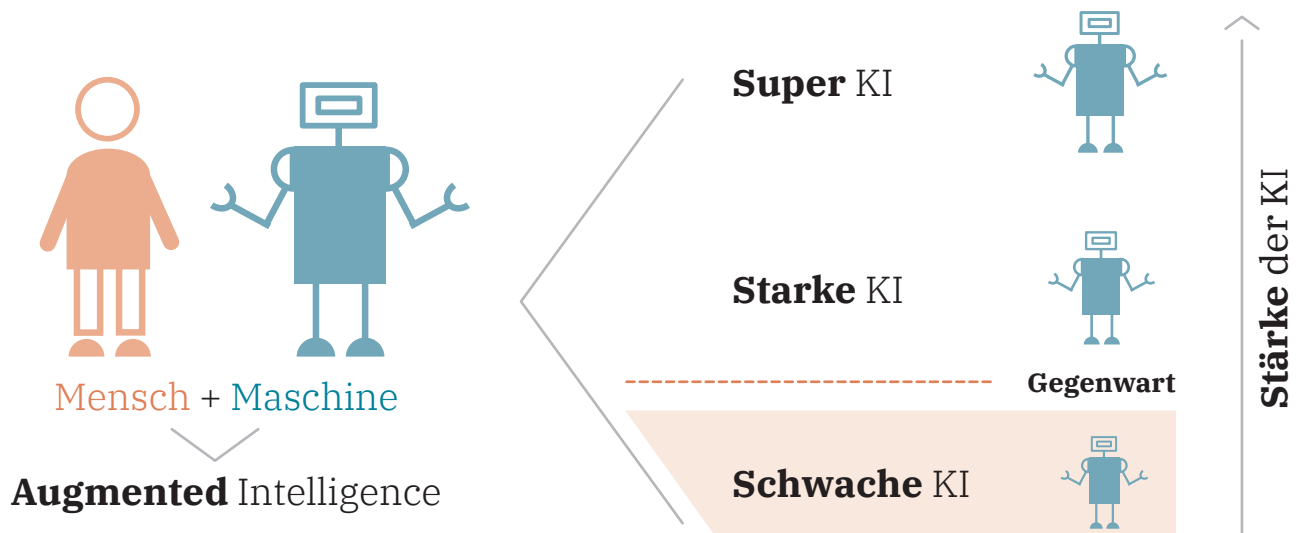 Mensch + Maschine
Augmented Intelligence
Super KI
Starke KI
Gegenwart
Schwache KI
Stärke der KI